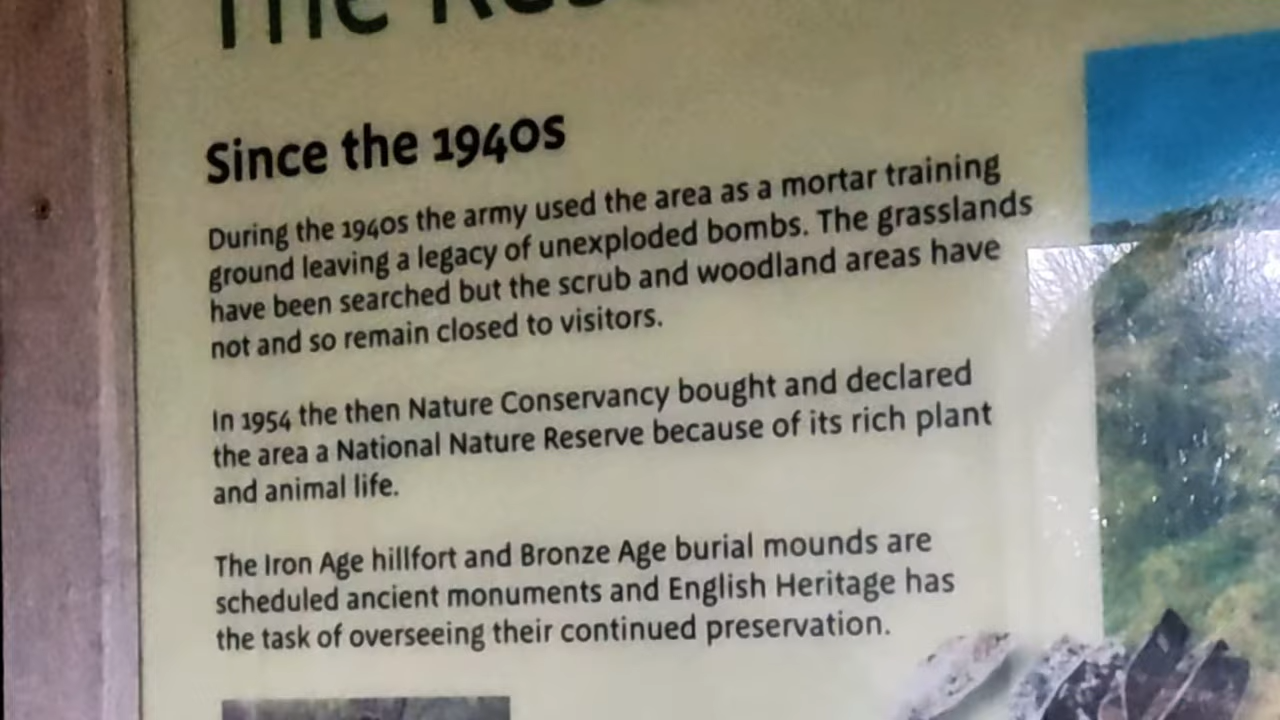 The
Since the 1940s
During the 1940s the army used the area as a mortar training
ground leaving a legacy of unexploded bombs. The grasslands
have been searched but the scrub and woodland areas have
not and so remain closed to visitors.
In 1954 the then Nature Conservancy bought and declared
the area a National Nature Reserve because of its rich plant
and animal life.
The Iron Age hillfort and Bronze Age burial mounds are
scheduled ancient monuments and English Heritage has
the task of overseeing their continued preservation.